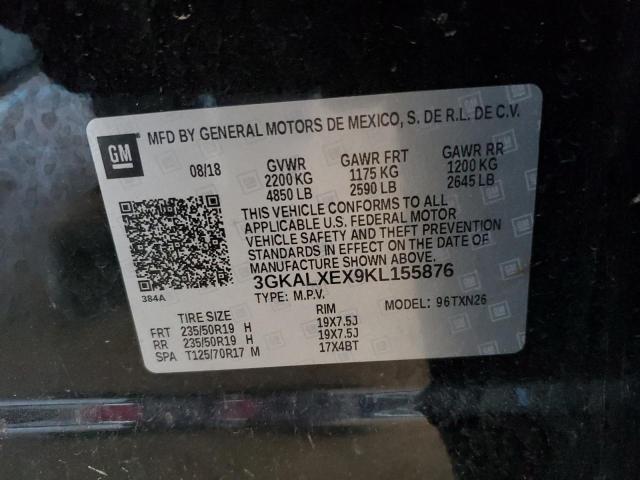 GM MFD BY GENERAL MOTORS DE MEXICO, S. DE R.L. DE C.V.
08/18 GVWR GAWR FRT GAWR RR
2200 KG 1175 KG 1200 KG
4850 LB 2590 LB 2645 LB
THIS VEHICLE CONFORMS TO ALL
APPLICABLE U.S. FEDERAL MOTOR
VEHICLE SAFETY AND THEFT PREVENTION
STANDARDS IN EFFECT ON THE DATE OF
MANUFACTURE SHOWN ABOVE.
384A
3GKALXEX9KL155876
TYPE: M.P.V. MODEL: 96TXN26
TIRE SIZE RIM
FRT 235/50R19 H 19X7.5J
RR 235/50R19 H 19X7.5J
SPA T125/70R17 M 17X4BT